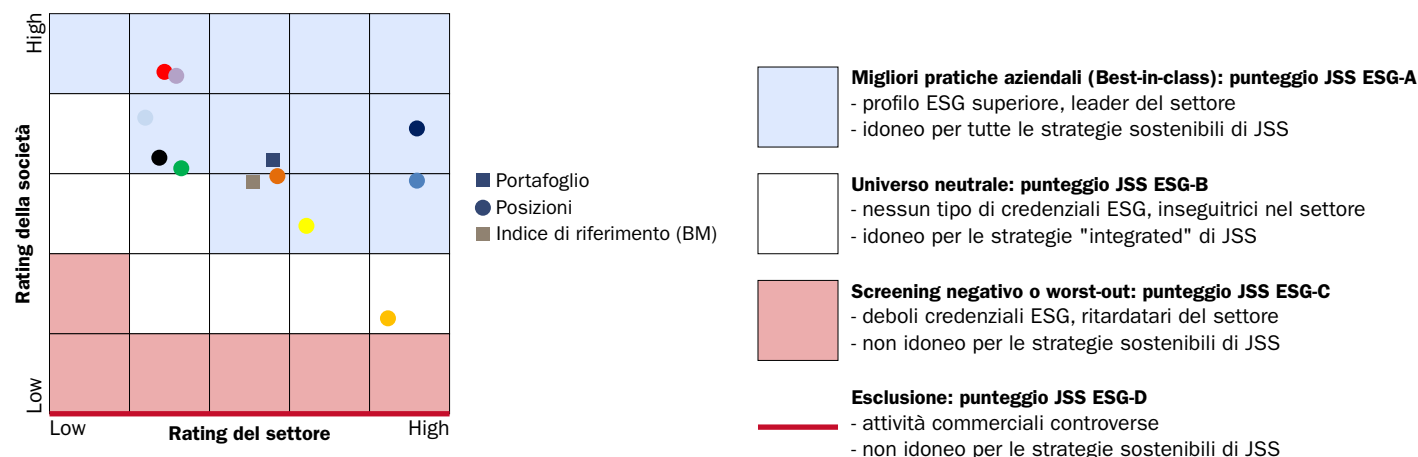 High
Rating della società
Low
Low
Rating del settore
High
Portafoglio
Posizioni
Indice di riferimento (BM)
Migliori pratiche aziendali (Best-in-class): punteggio JSS ESG-A
- profilo ESG superiore, leader del settore
- idoneo per tutte le strategie sostenibili di JSS
Universo neutrale: punteggio JSS ESG-B
- nessun tipo di credenziali ESG, inseguitrici nel settore
- idoneo per le strategie "integrated" di JSS
Screening negativo o worst-out: punteggio JSS ESG-C
- deboli credenziali ESG, ritardatari del settore
- non idoneo per le strategie sostenibili di JSS
Esclusione: punteggio JSS ESG-D
- attività commerciali controverse
- non idoneo per le strategie sostenibili di JSS